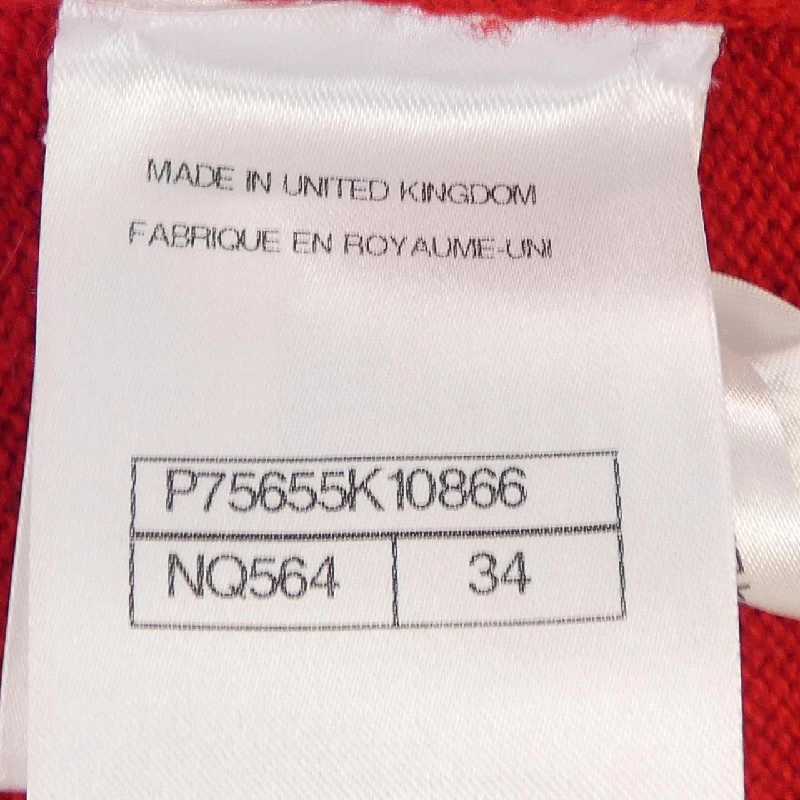 MADE IN UNITED KINGDOM
FABRIQUE EN ROYAUME-UNI
P75655K10866
NQ564 34